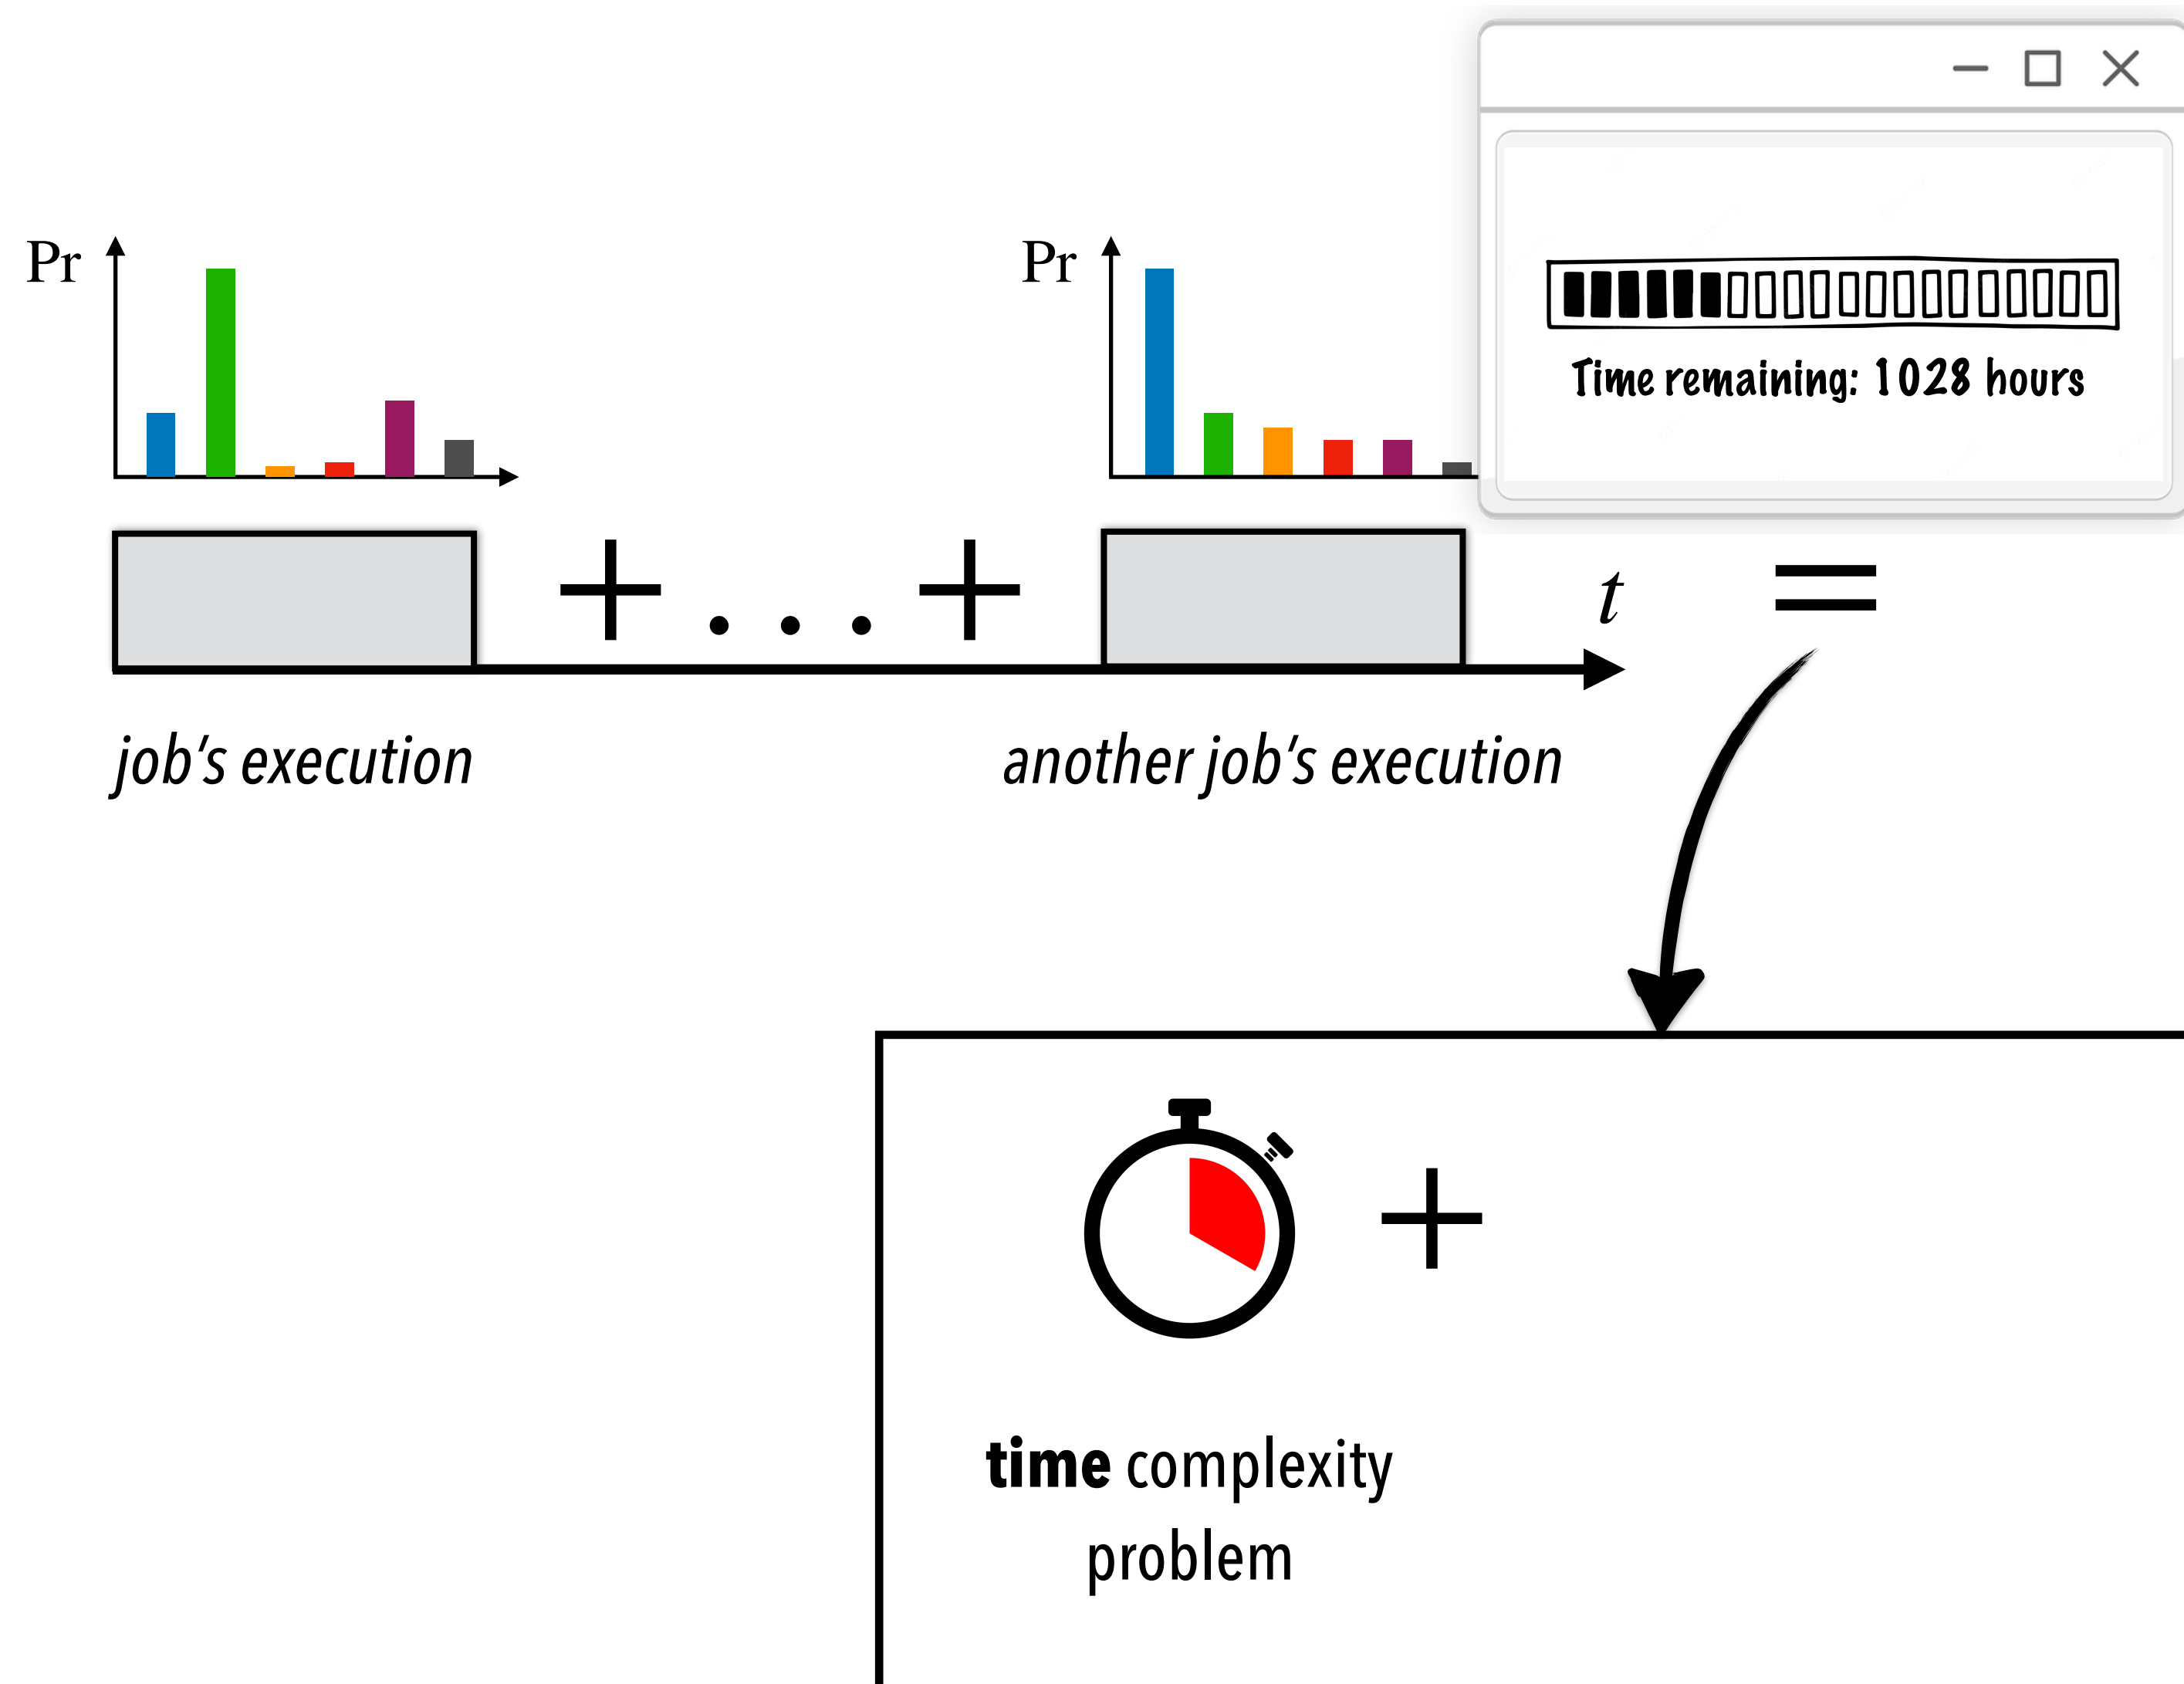 Pr
Pr
Time remaining: 1028 hours
+ . . . +
t
=
job's execution
another job's execution
+
time complexity
problem